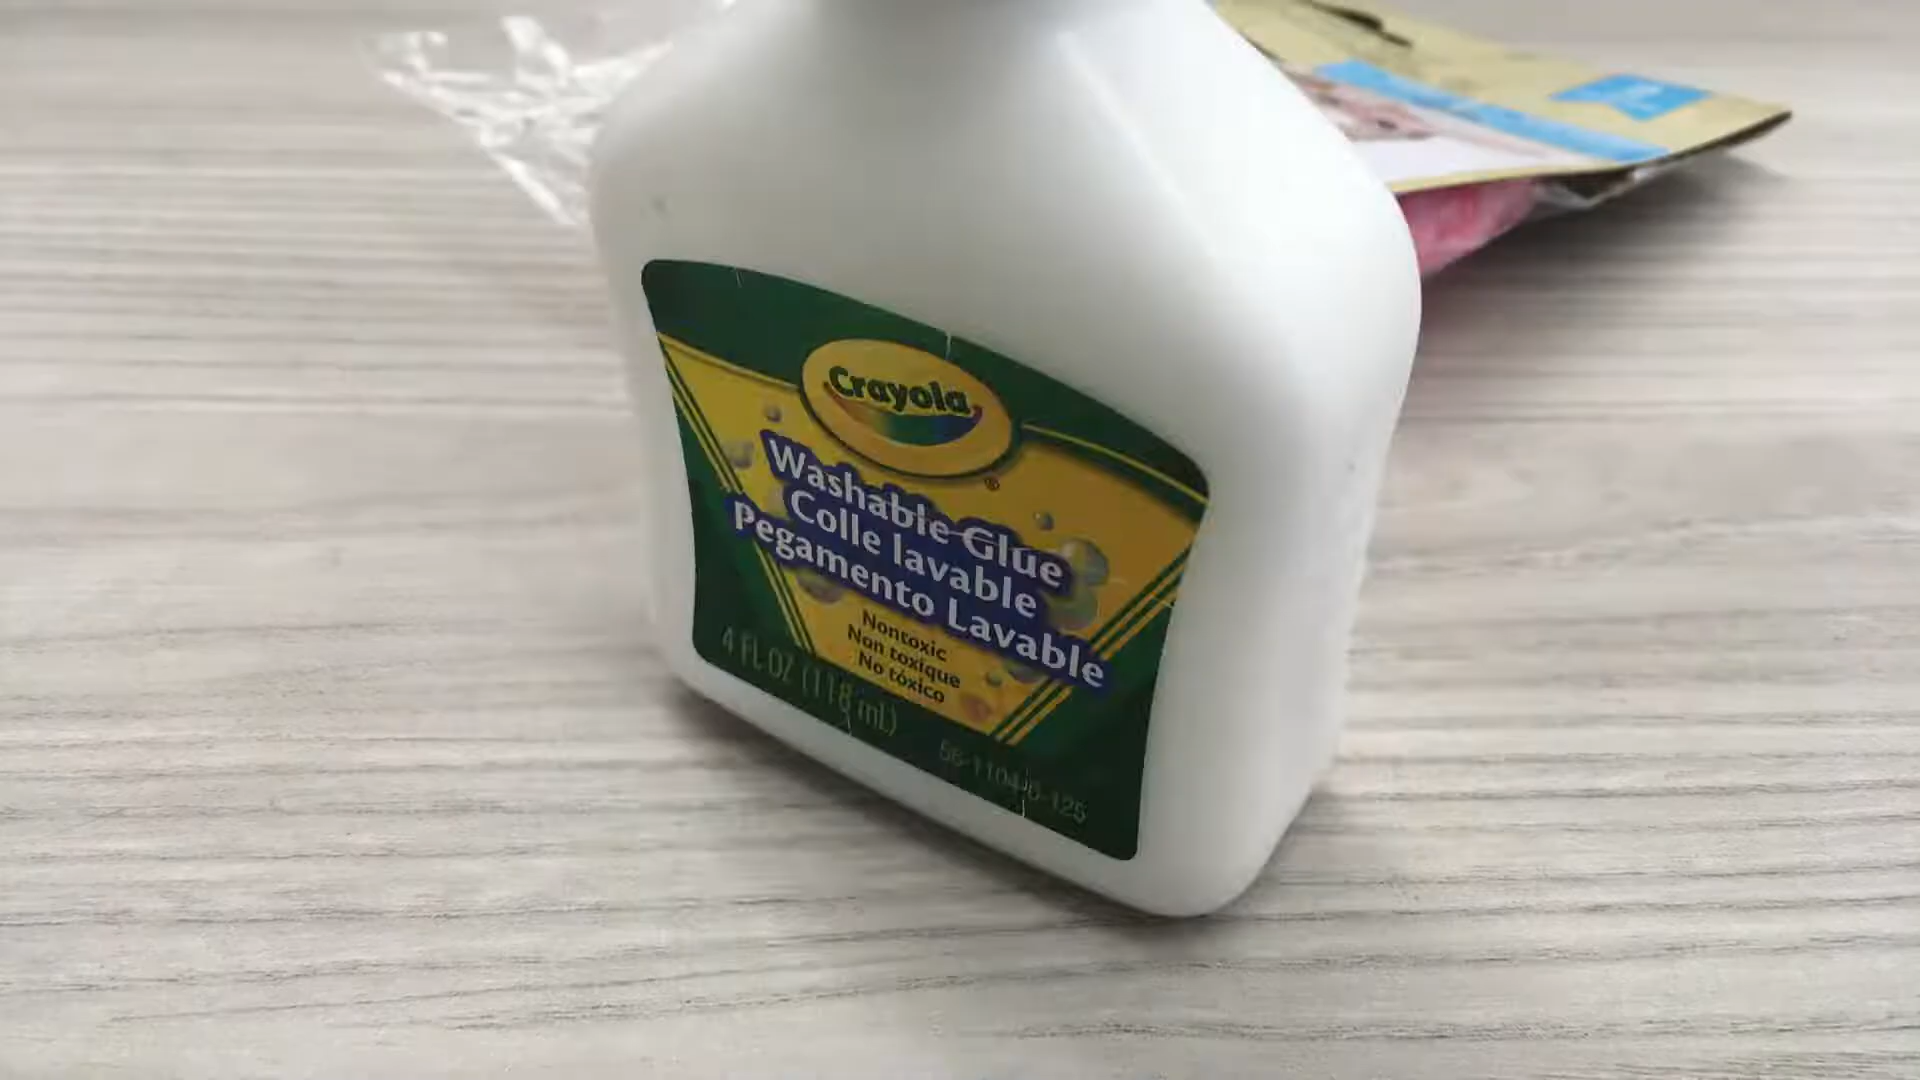 Crayola
®
Washable Glue
Colle lavable
Pegamento Lavable
Nontoxic
Non toxique
No tóxico
4 FL OZ (118 mL)